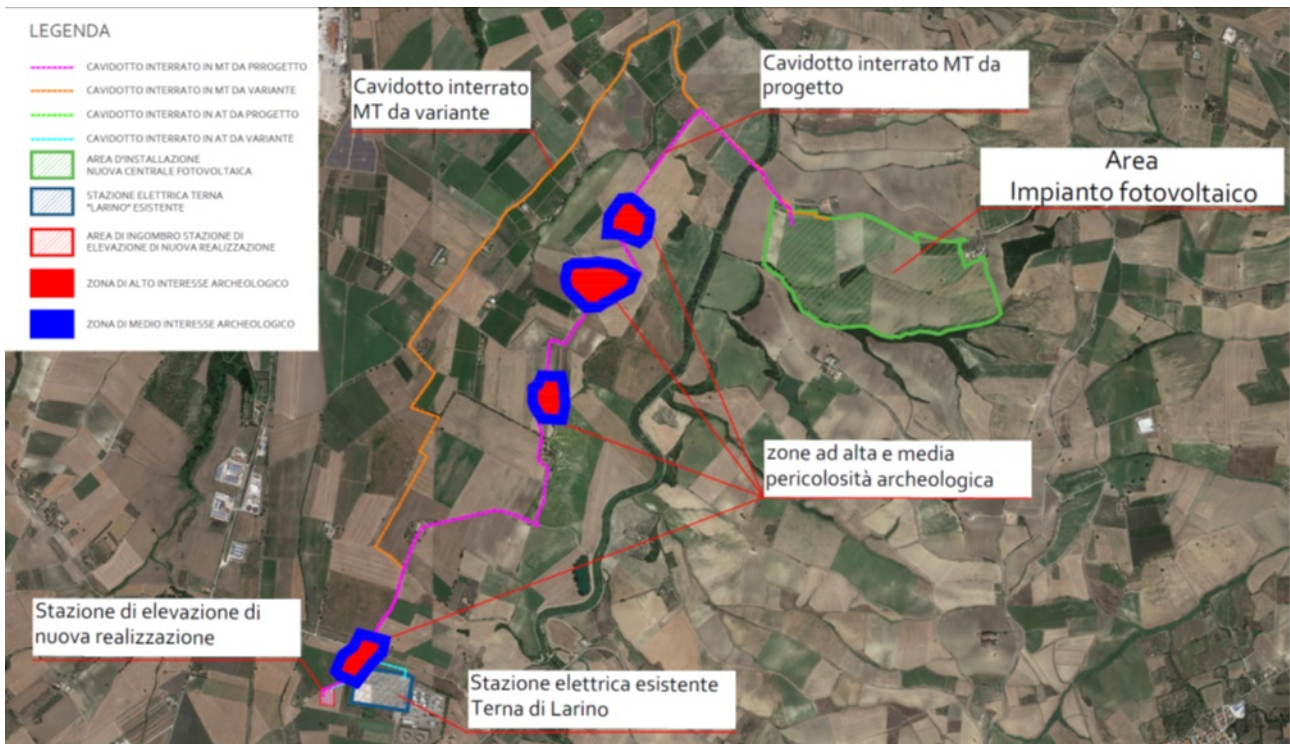 LEGENDA
CAVIDOTTO INTERRATO IN MT DA PRROGETTO
CAVIDOTTO INTERRATO IN MT DA VARIANTE
CAVIDOTTO INTERRATO IN AT DA PROGETTO
CAVIDOTTO INTERRATO IN AT DA VARIANTE
AREA D'INSTALLAZIONE
NUOVA CENTRALE FOTOVOLTAICA
STAZIONE ELETTRICA TERNA
"LARINO" ESISTENTE
AREA DI INGOMBRO STAZIONE DI
ELEVAZIONE DI NUOVA REALIZZAZIONE
ZONA DI ALTO INTERESSE ARCHEOLOGICO
ZONA DI MEDIO INTERESSE ARCHEOLOGICO
Cavidotto interrato
MT da variante
Cavidotto interrato MT da
progetto
Area
Impianto fotovoltaico
zone ad alta e media
pericolosità archeologica
Stazione di elevazione di
nuova realizzazione
Stazione elettrica esistente
Terna di Larino